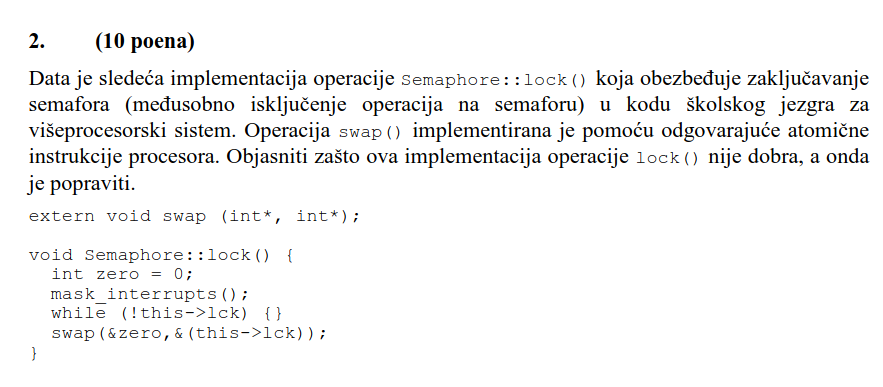 2. (10 poena)
Data je sledeća implementacija operacije Semaphore::lock() koja obezbeđuje zaključavanje
semafora (međusobno isključenje operacija na semaforu) u kodu školskog jezgra za
višeprocesorski sistem. Operacija swap() implementirana je pomoću odgovarajuće atomične
instrukcije procesora. Objasniti zašto ova implementacija operacije lock() nije dobra, a onda
je popraviti.
extern void swap (int*, int*);
void Semaphore::lock() {
int zero = 0;
mask_interrupts();
while (!this->lck) {}
swap(&zero,&(this->lck));
}